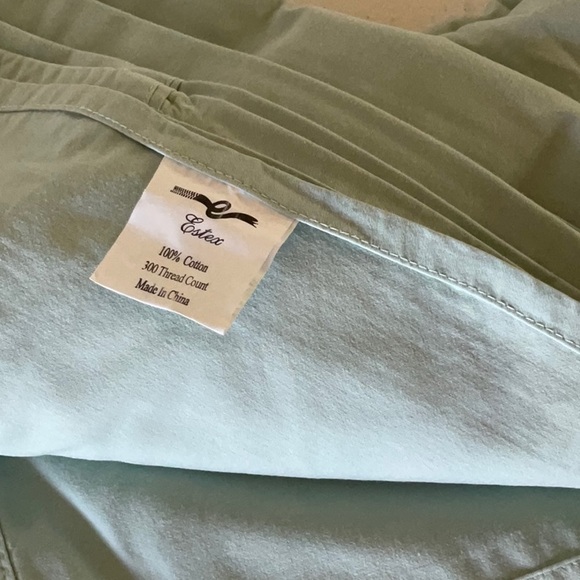 Estex
100% Cotton
300 Thread Count
Made In China